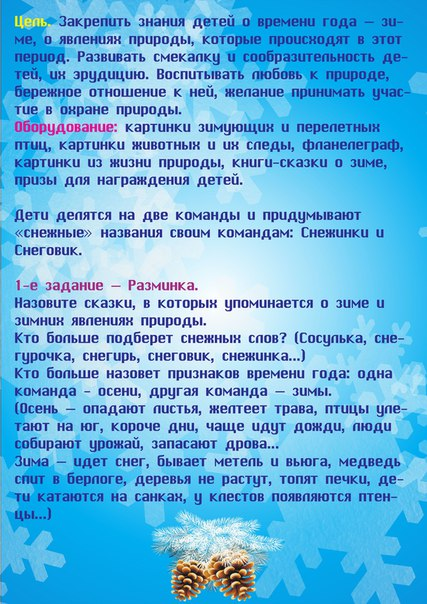 Цель. Закрепить знания детей о времени года – зи-
ме, о явлениях природы, которые происходят в этот
период. Развивать смекалку и сообразительность де-
тей, их эрудицию. Воспитывать любовь к природе,
бережное отношение к ней, желание принимать учас-
тие в охране природы.
Оборудование: картинки зимующих и перелетных
птиц, картинки животных и их следы, фланелеграф,
картинки из жизни природы, книги-сказки о зиме,
призы для награждения детей.
Дети делятся на две команды и придумывают
«снежные» названия своим командам: Снежинки и
Снеговик.
1-е задание – Разминка.
Назовите сказки, в которых упоминается о зиме и
зимних явлениях природы.
Кто больше подберет снежных слов? (Сосулька, сне-
гурочка, снегирь, снеговик, снежинка...)
Кто больше назовет признаков времени года: одна
команда - осени, другая команда – зимы.
(Осень – опадают листья, желтеет трава, птицы уле-
тают на юг, короче дни, чаще идут дожди, люди
собирают урожай, запасают дрова...
Зима – идет снег, бывает метель и вьюга, медведь
спит в берлоге, деревья не растут, топят печки, де-
ти катаются на санках, у клестов появляются птен-
цы...)